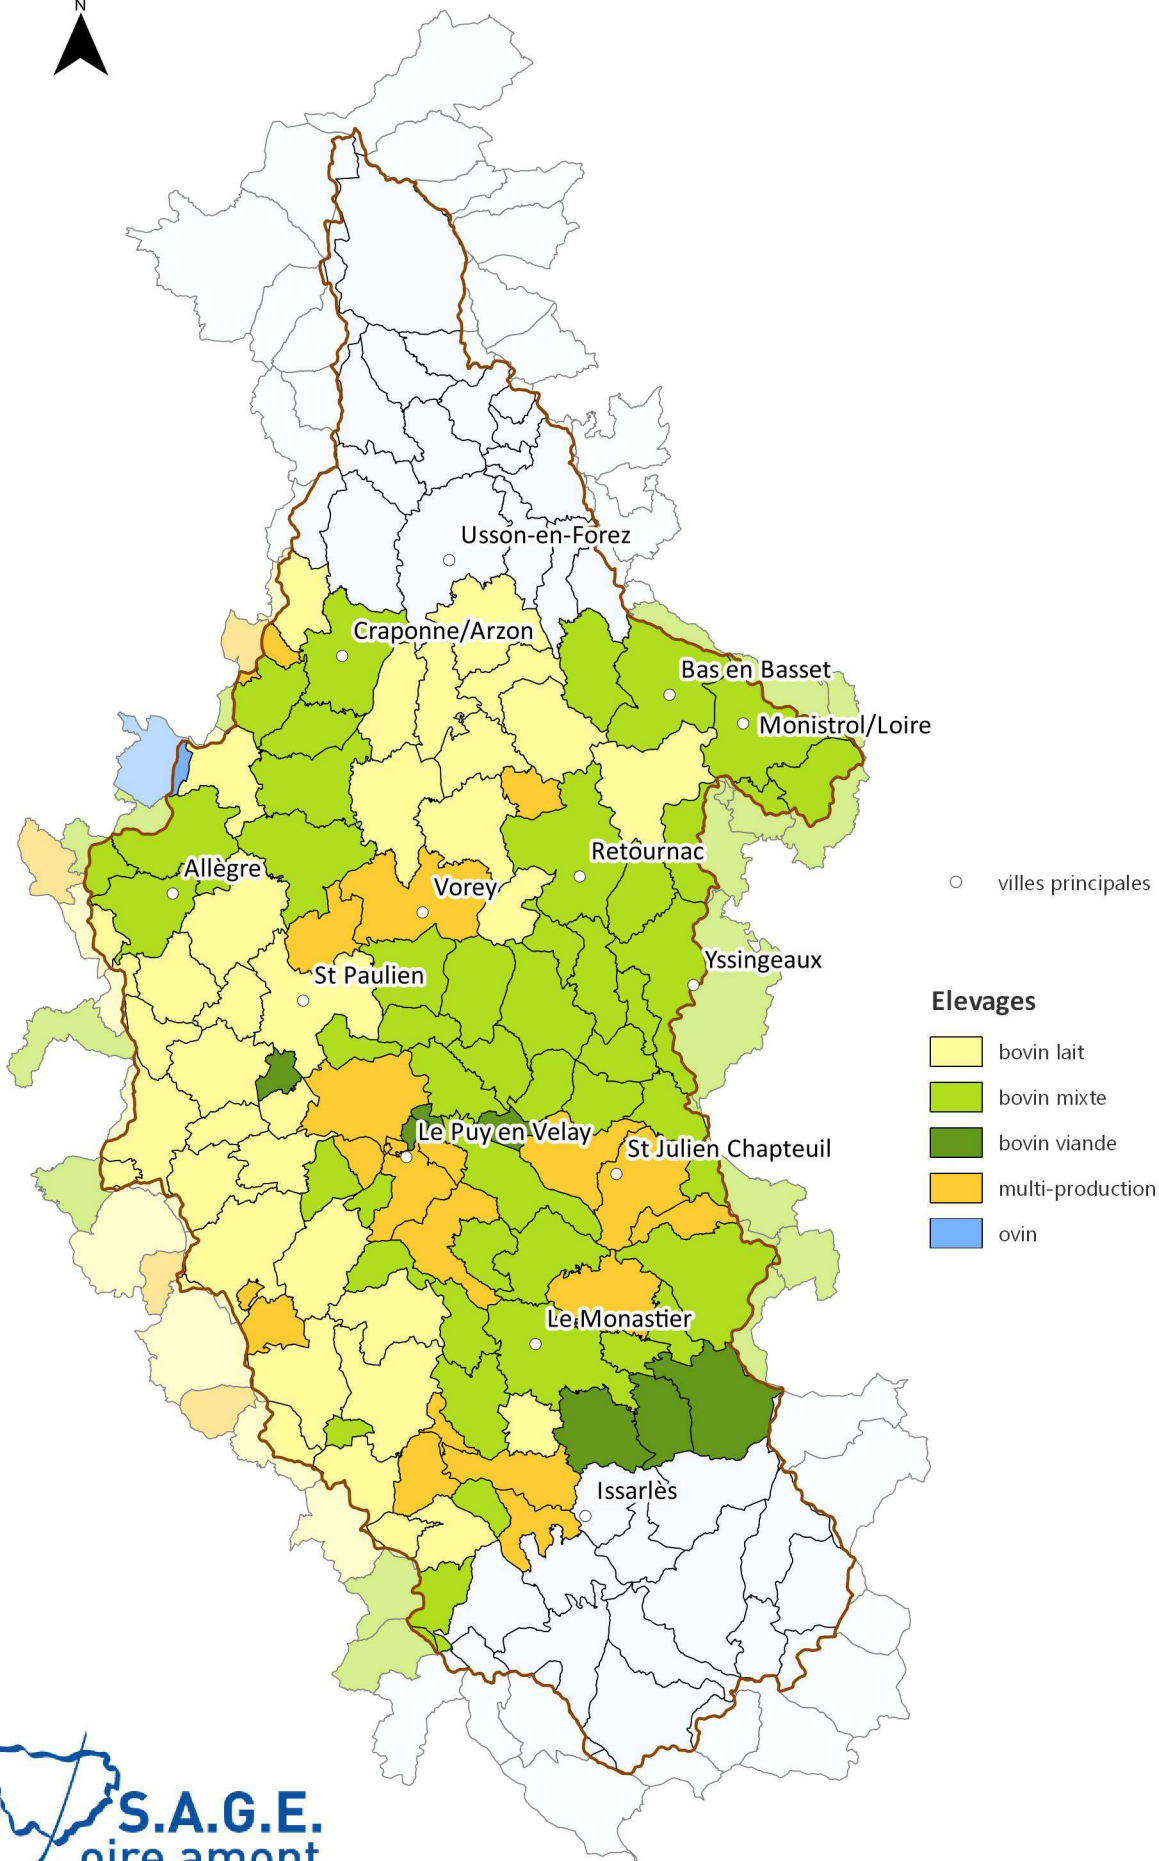 N
Usson-en-Forez
Craponne/Arzon
Bas en Basset
Monistrol/Loire
Retournac
Allègre
Vorey
villes principales
Yssingeaux
St Paulien
Elevages
bovin lait
bovin mixte
Le Puy en Velay
St Julien Chapteuil
bovin viande
multi-production
ovin
Le Monastier
Issarlès
S.A.G.E.
oire amont